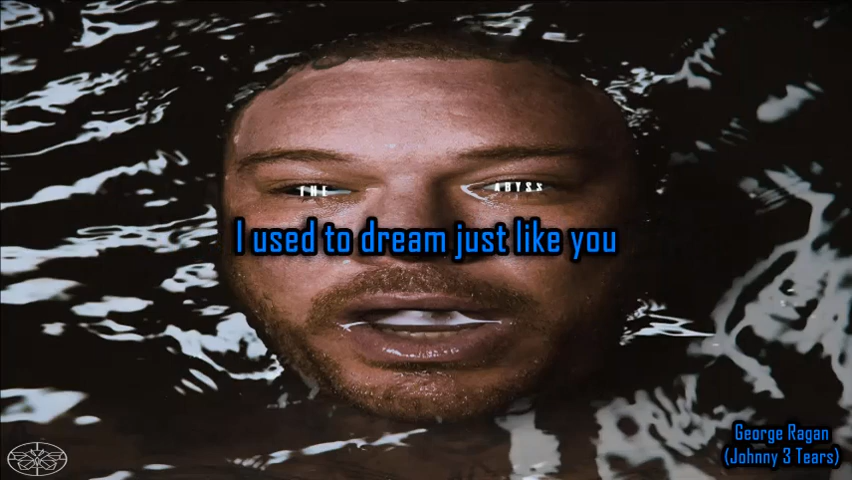 THE ABYSS
I used to dream just like you
George Ragan
(Johnny 3 Tears)